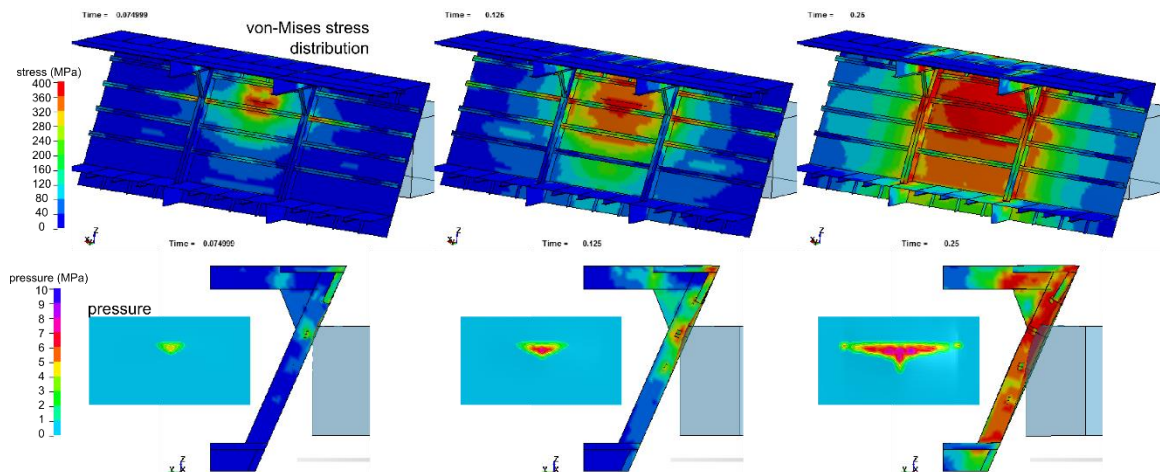 Time = 0.074999
Time = 0.125
Time = 0.25
von-Mises stress
distribution
stress (MPa)
400
360
320
280
240
200
160
120
80
40
0
Z
Z
Z
Time = 0.074999
Time = 0.125
Time = 0.25
pressure (MPa)
10
9
8
7
6
5
4
3
2
1
0
pressure
Z
Y X
Z
Y X
Z
Y X